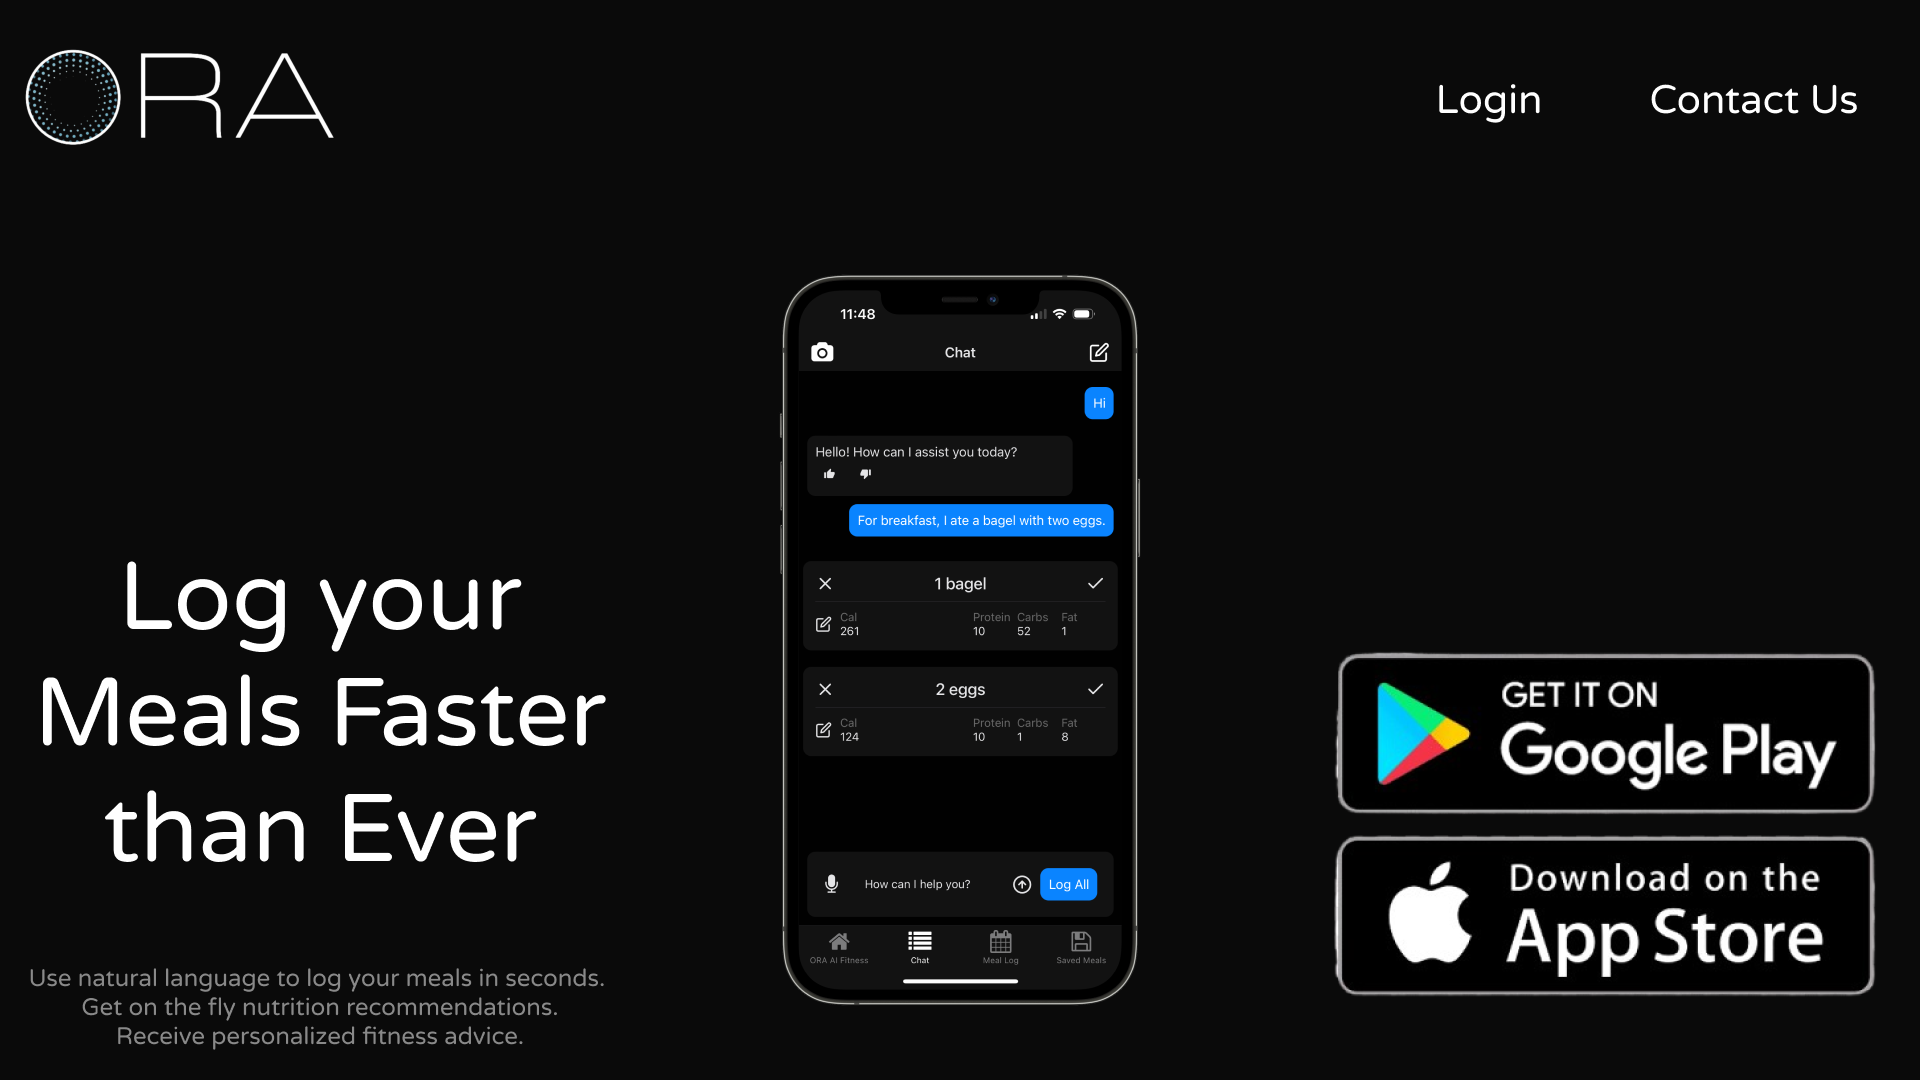 ORA
Login
Contact Us
11:48
Chat
Hi
Hello! How can I assist you today?
For breakfast, I ate a bagel with two eggs.
1 bagel
Cal Protein Carbs Fat
261 10 52 1
2 eggs
Cal Protein Carbs Fat
124 10 1 8
How can I help you?
Log All
ORA AI Fitness
Chat
Meal Log
Saved Meals
Log your
Meals Faster
than Ever
Use natural language to log your meals in seconds.
Get on the fly nutrition recommendations.
Receive personalized fitness advice.
GET IT ON
Google Play
Download on the
App Store